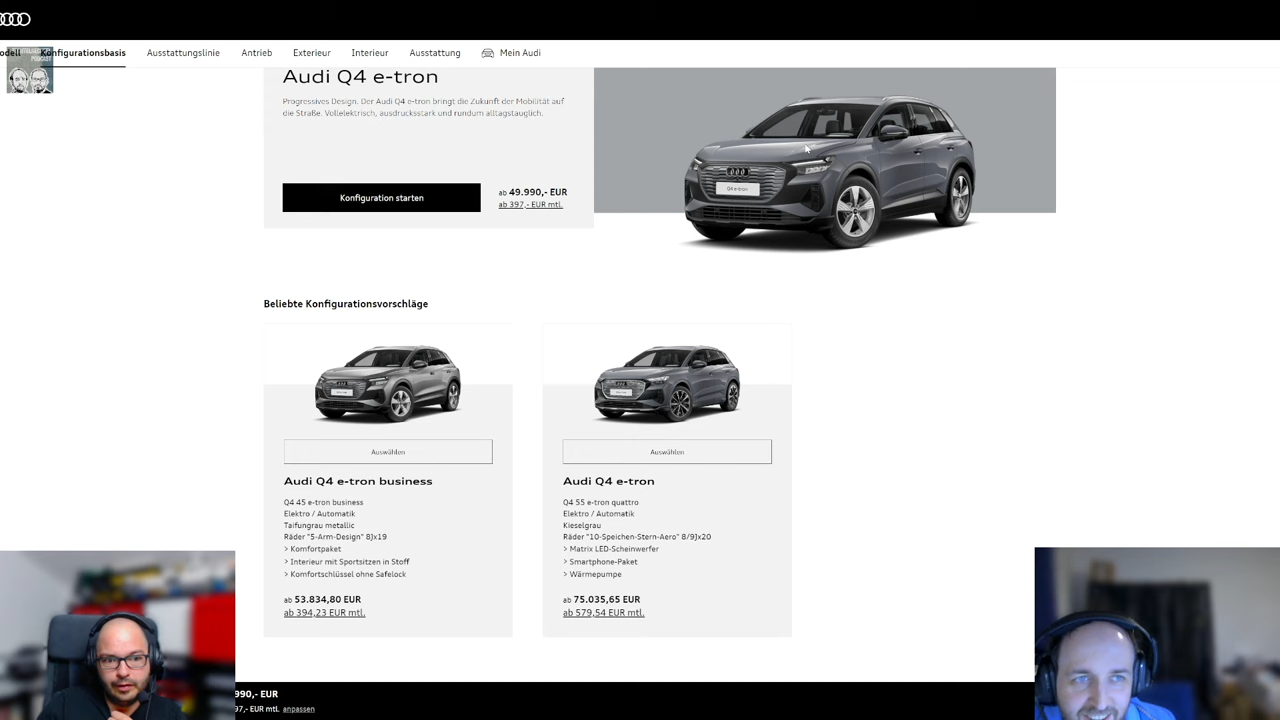 odell Konfigurationsbasis Ausstattungslinie Antrieb Exterieur Interieur Ausstattung Mein Audi
PODCAST
Audi Q4 e-tron
Progressives Design. Der Audi Q4 e-tron bringt die Zukunft der Mobilität auf
die Straße. Vollelektrisch, ausdrucksstark und rundum alltagstauglich.
Konfiguration starten
ab 49.990,- EUR
ab 397,- EUR mtl.
Q4 e-tron
Beliebte Konfigurationsvorschläge
Auswählen
Audi Q4 e-tron business
Q4 45 e-tron business
Elektro / Automatik
Taifungrau metallic
Räder "5-Arm-Design" 8Jx19
> Komfortpaket
> Interieur mit Sportsitzen in Stoff
> Komfortschlüssel ohne Safelock
ab 53.834,80 EUR
ab 394,23 EUR mtl.
Auswählen
Audi Q4 e-tron
Q4 55 e-tron quattro
Elektro / Automatik
Kieselgrau
Räder "10-Speichen-Stern-Aero" 8/9Jx20
> Matrix LED-Scheinwerfer
> Smartphone-Paket
> Wärmepumpe
ab 75.035,65 EUR
ab 579,54 EUR mtl.
990,- EUR
97,- EUR mtl. anpassen